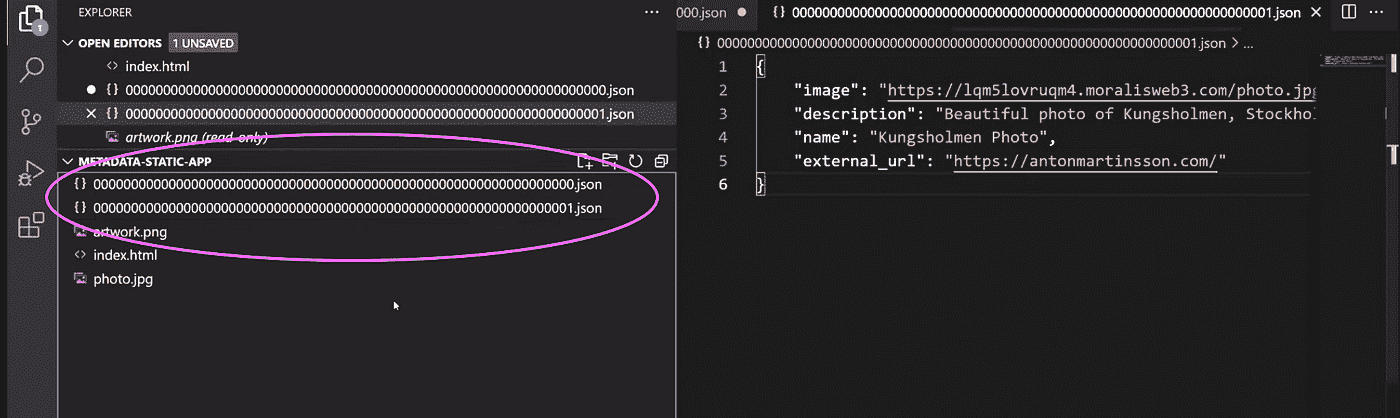 EXPLORER
OPEN EDITORS 1 UNSAVED
index.html
0000000000000000000000000000000000000000000000000000000000000000.json
0000000000000000000000000000000000000000000000000000000000000001.json
artwork.png (read-only)
METADATA-STATIC-APP
0000000000000000000000000000000000000000000000000000000000000000.json
0000000000000000000000000000000000000000000000000000000000000001.json
artwork.png
index.html
photo.jpg
1
000.json
0000000000000000000000000000000000000000000000000000000000000001.json
0000000000000000000000000000000000000000000000000000000000000001.json > ...
1 {
2 "image": "https://lqm5lovruqm4.moralisweb3.com/photo.jpg
3 "description": "Beautiful photo of Kungsholmen, Stockho
4 "name": "Kungsholmen Photo",
5 "external_url": "https://antonmartinsson.com/"
6 }